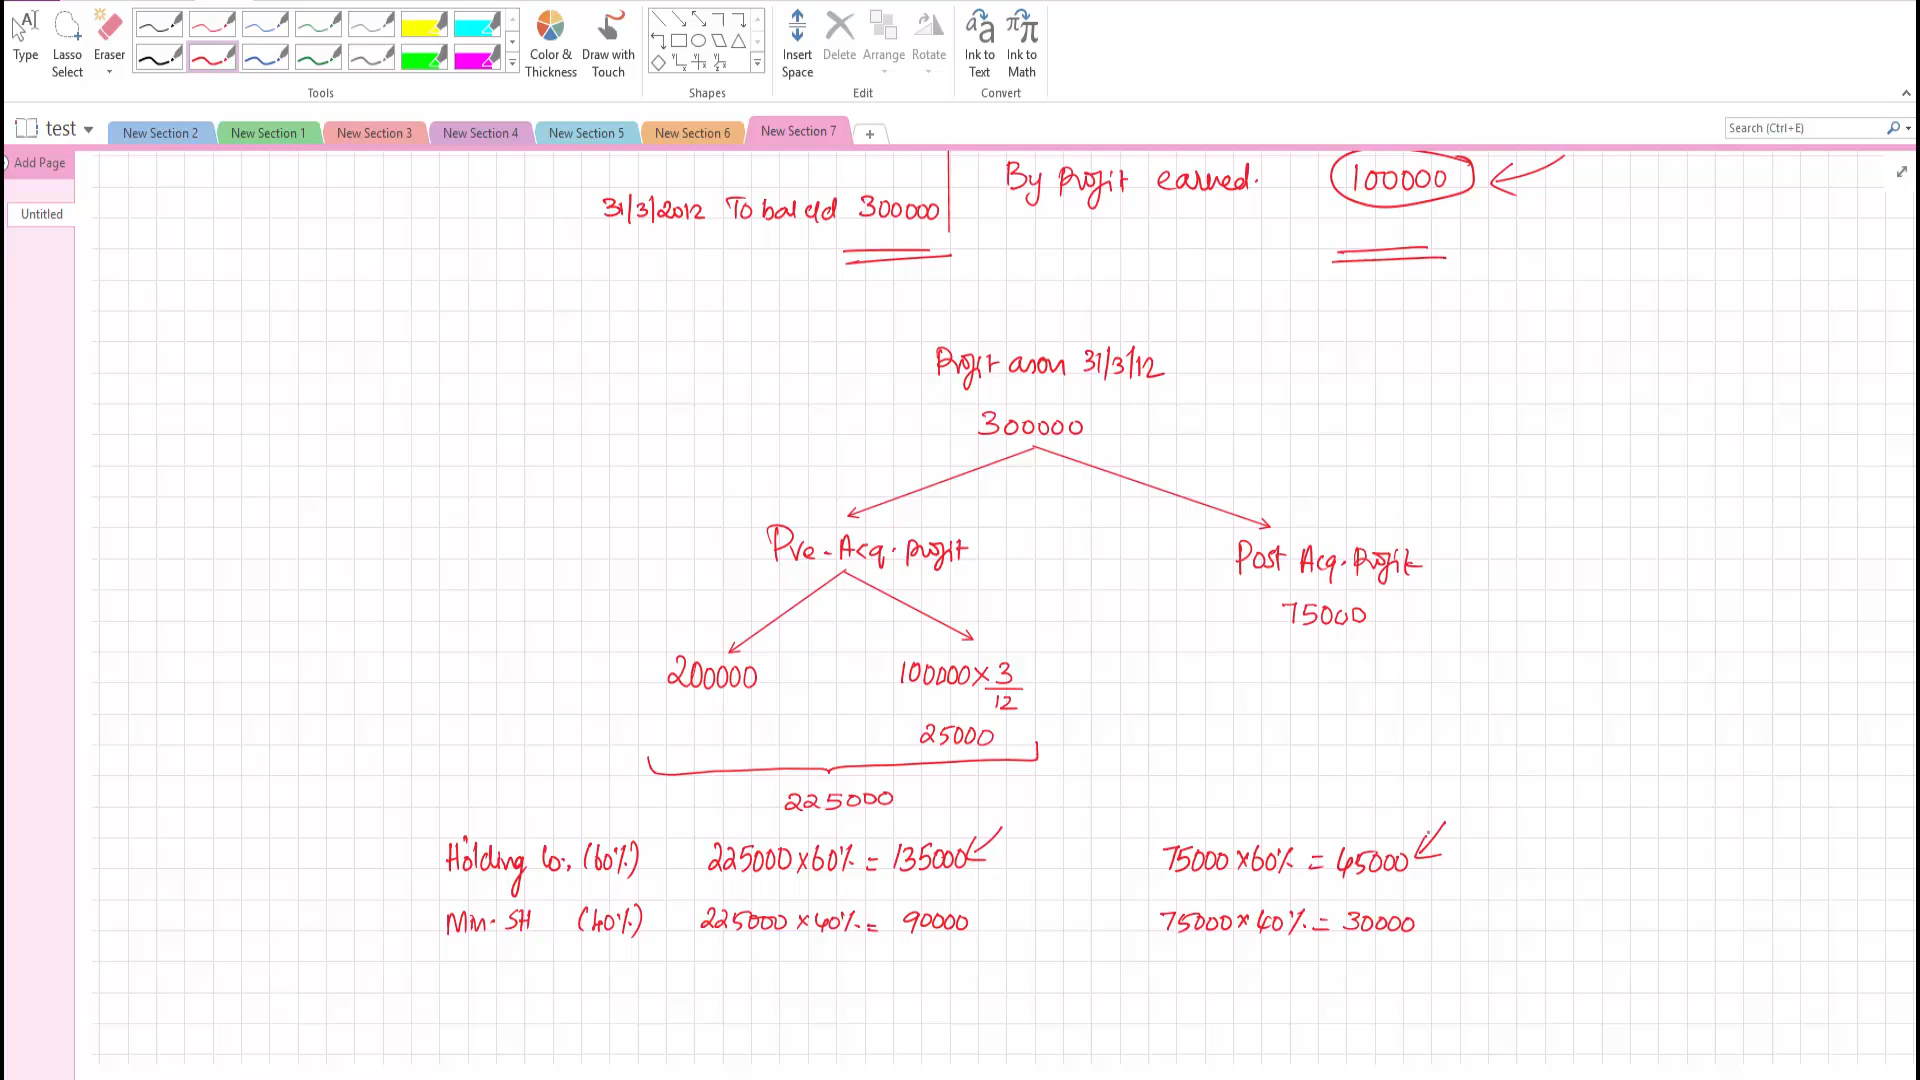 Type
Lasso Select
Eraser
Color & Thickness
Draw with Touch
Insert Space
Delete
Arrange
Rotate
Ink to Text
Ink to Math
Tools
Shapes
Edit
Convert
test
New Section 2
New Section 1
New Section 3
New Section 4
New Section 5
New Section 6
New Section 7
+
Search (Ctrl+E)
Add Page
Untitled
By Profit earned. 100000
31/3/2012 To bal c/d 300000
Profit as on 31/3/12
300000
Pre-Acq. profit
Post Acq. Profit
75000
200000
100000 × 3/12
25000
225000
Holding Co., (60%) 225000 × 60% = 135000
75000 × 60% = 45000
Min. SH (40%) 225000 × 40% = 90000
75000 × 40% = 30000